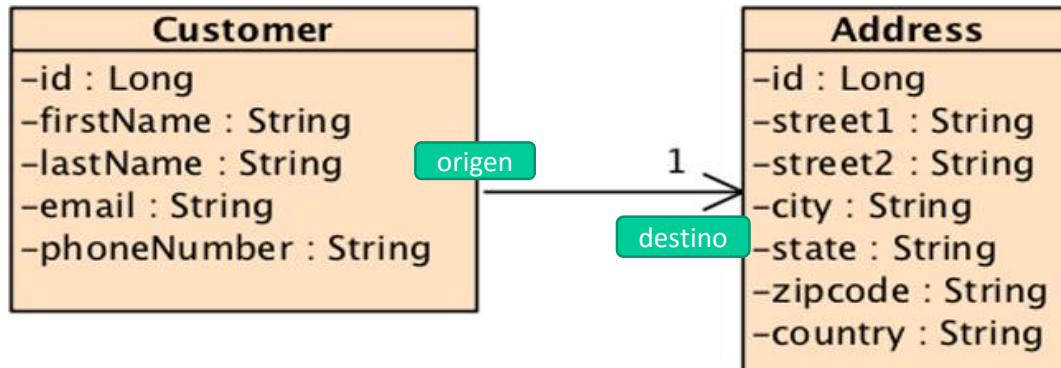 Customer
-id : Long
-firstName : String
-lastName : String
-email : String
-phoneNumber : String
origen
1
destino
Address
-id : Long
-street1 : String
-street2 : String
-city : String
-state : String
-zipcode : String
-country : String